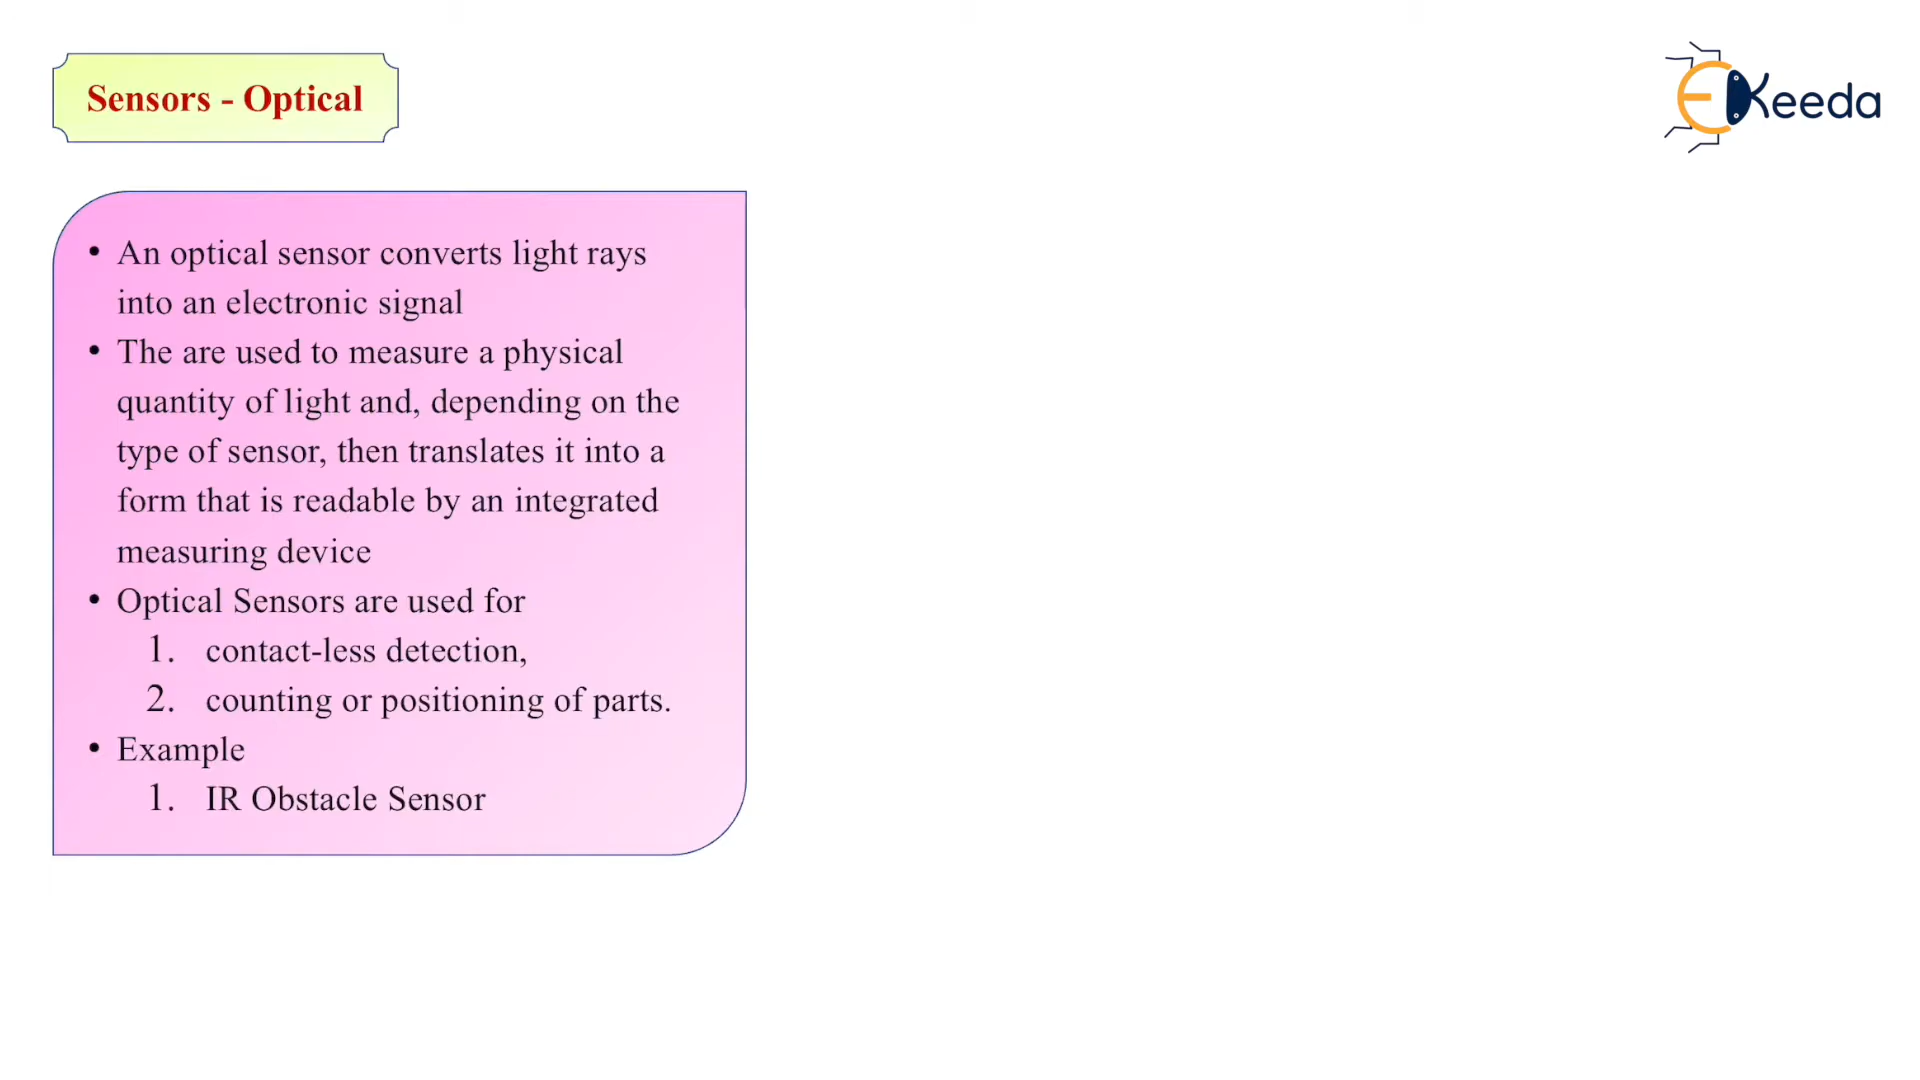 Sensors - Optical
EKeeda
• An optical sensor converts light rays
into an electronic signal
• The are used to measure a physical
quantity of light and, depending on the
type of sensor, then translates it into a
form that is readable by an integrated
measuring device
• Optical Sensors are used for
1. contact-less detection,
2. counting or positioning of parts.
• Example
1. IR Obstacle Sensor